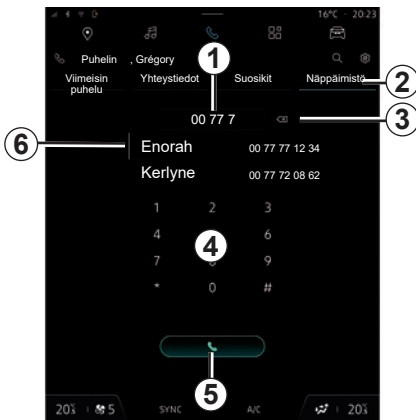 16°C - 20:23
Puhelin , Grégory
1
Viimeisin puhelu Yhteystiedot Suosikit Näppäimistö 2
00 77 7 3
6
Enorah 00 77 77 12 34
Kerlyne 00 77 72 08 62
1 2 3
4 6
4
7 9
* 0 #
5
20 5 SYNC A/C 20